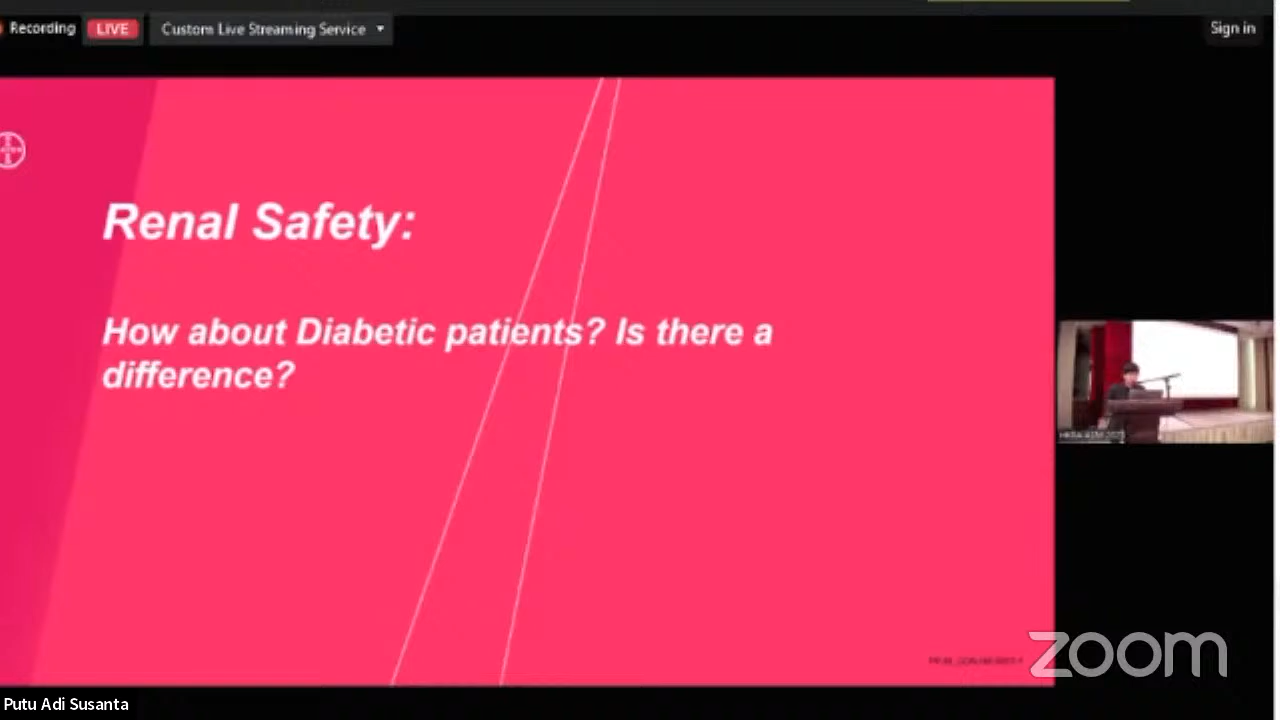 Recording
LIVE
Custom Live Streaming Service
Sign in
Renal Safety:
How about Diabetic patients? Is there a
difference?
zoom
Putu Adi Susanta